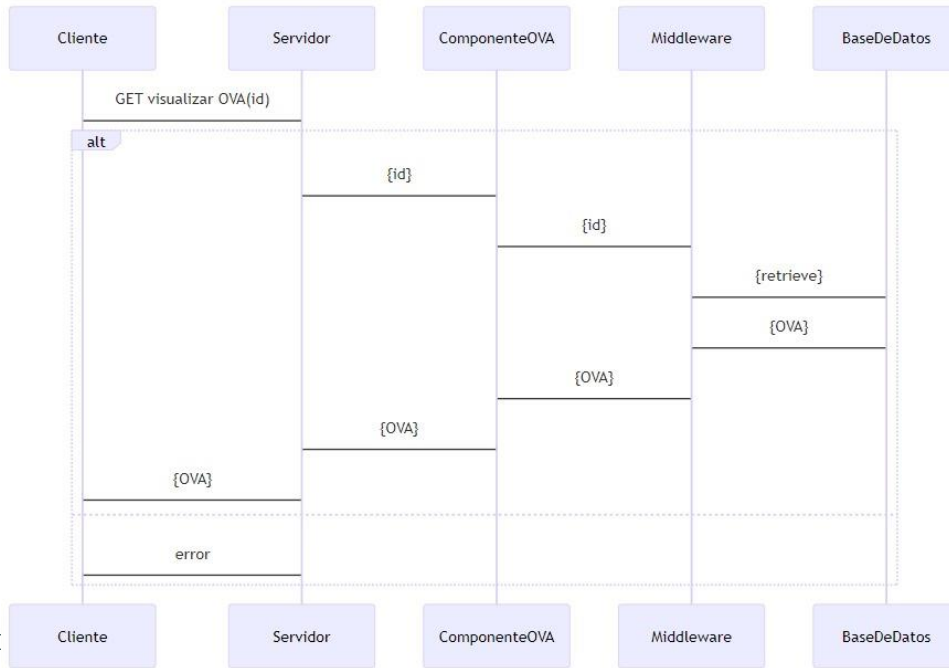 Cliente Servidor ComponenteOVA Middleware BaseDeDatos
GET visualizar OVA(id)
alt
{id}
{id}
{retrieve}
{OVA}
{OVA}
{OVA}
{OVA}
error
Cliente Servidor ComponenteOVA Middleware BaseDeDatos